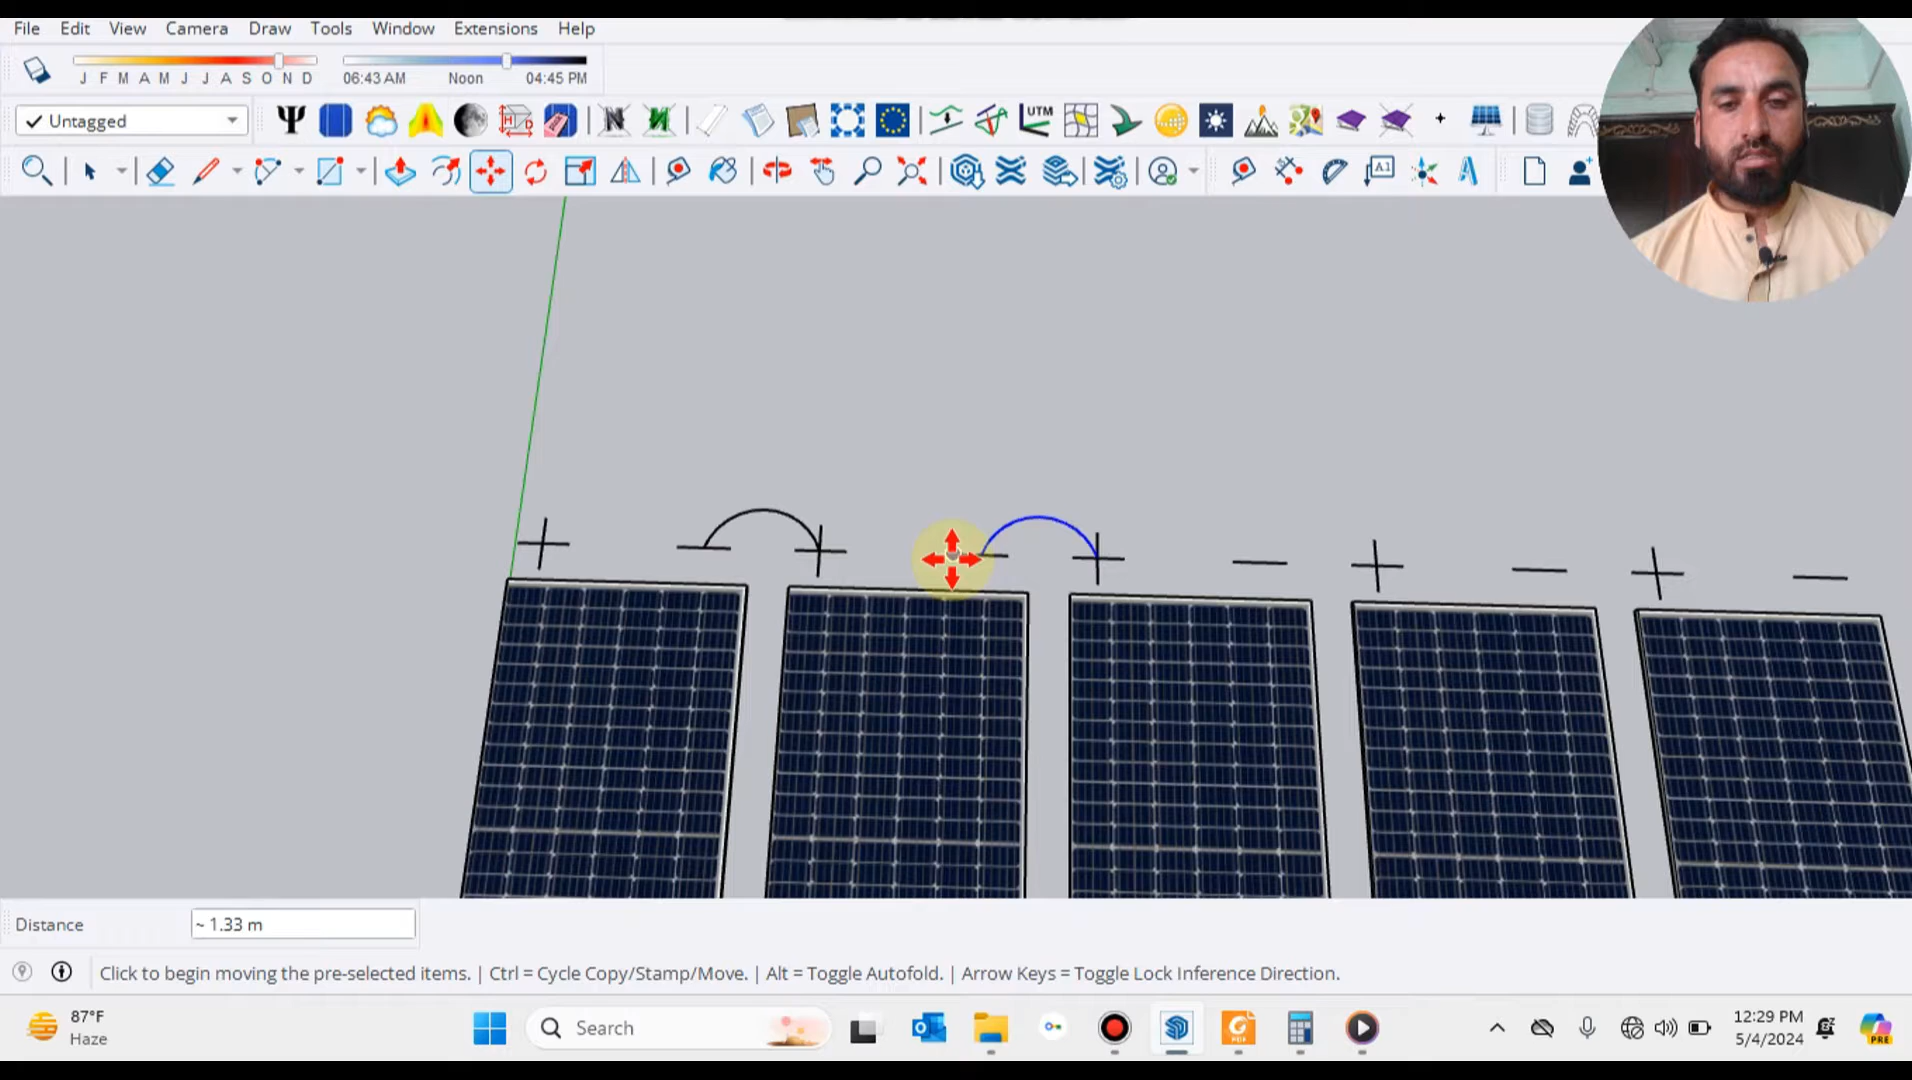 File Edit View Camera Draw Tools Window Extensions Help
J F M A M J J A S O N D
06:43 AM Noon 04:45 PM
Untagged
UTM
A1
Distance ~ 1.33 m
Click to begin moving the pre-selected items. | Ctrl = Cycle Copy/Stamp/Move. | Alt = Toggle Autofold. | Arrow Keys = Toggle Lock Inference Direction.
87°F
Haze
Search
12:29 PM
5/4/2024
PRE